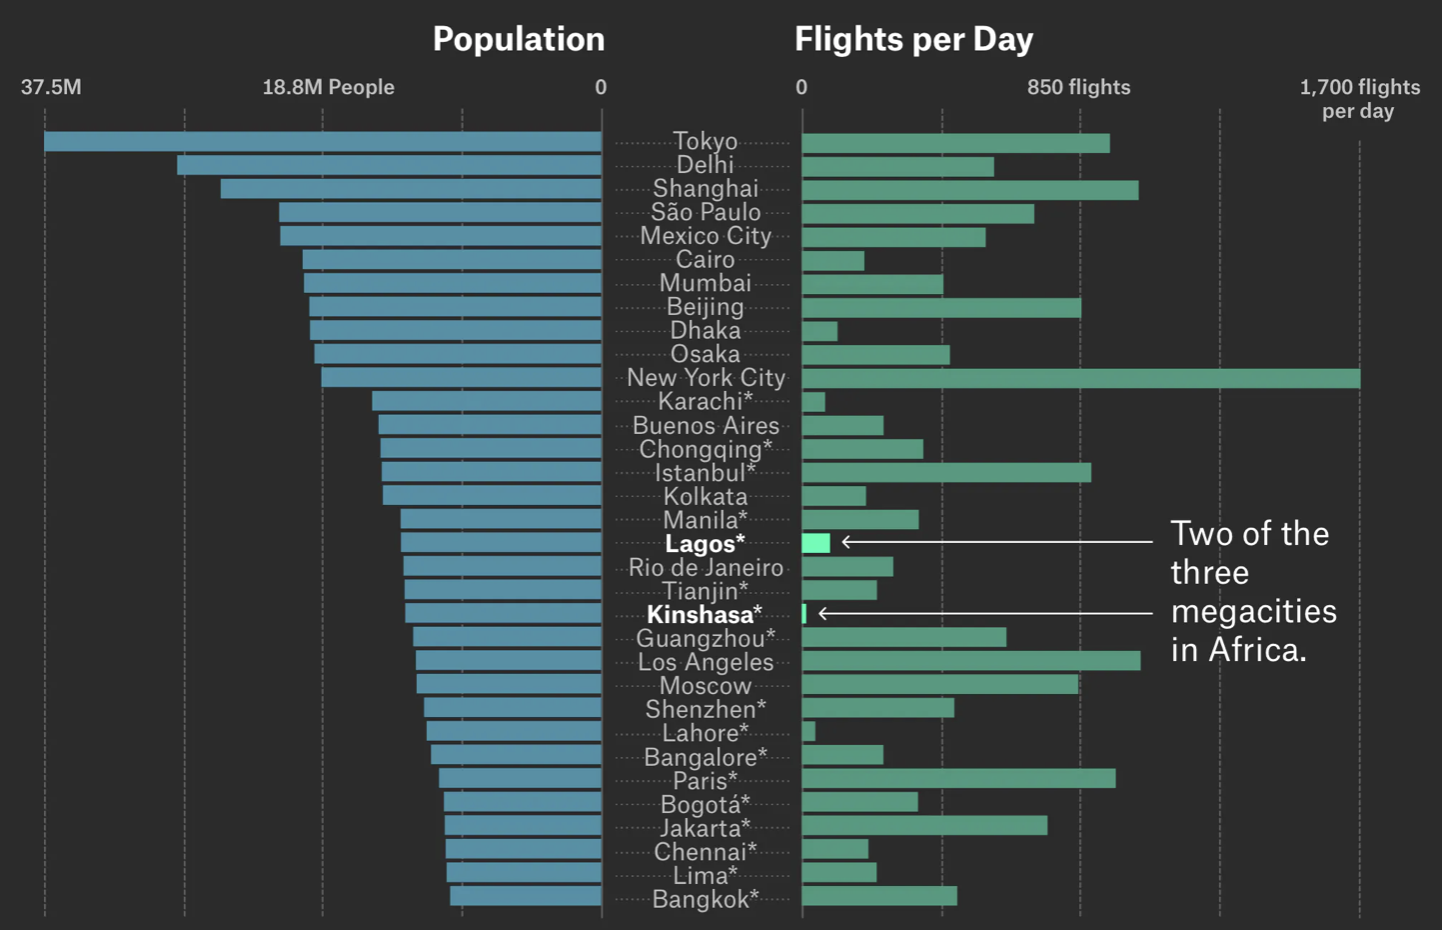 Population
Flights per Day
37.5M
18.8M People
0
0
850 flights
1,700 flights
per day
Tokyo
Delhi
Shanghai
São Paulo
Mexico City
Cairo
Mumbai
Beijing
Dhaka
Osaka
New York City
Karachi*
Buenos Aires
Chongqing*
Istanbul*
Kolkata
Manila*
Lagos*
Rio de Janeiro
Tianjin*
Kinshasa*
Guangzhou*
Los Angeles
Moscow
Shenzhen*
Lahore*
Bangalore*
Paris*
Bogotá*
Jakarta*
Chennai*
Lima*
Bangkok*
Two of the
three
megacities
in Africa.